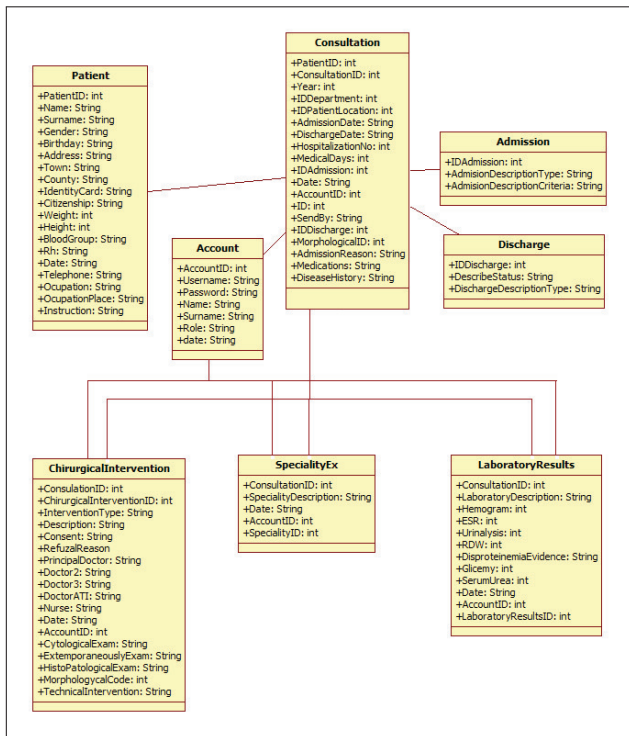 Patient
+PatientID: int
+Name: String
+Surname: String
+Gender: String
+Birthday: String
+Address: String
+Town: String
+County: String
+IdentityCard: String
+Citizenship: String
+Weight: int
+Height: int
+BloodGroup: String
+Rh: String
+Date: String
+Telephone: String
+Ocupation: String
+OcupationPlace: String
+Instruction: String
Consultation
+PatientID: int
+ConsultationID: int
+Year: int
+IDDepartment: int
+IDPatientLocation: int
+AdmissionDate: String
+DischargeDate: String
+HospitalizationNo: int
+MedicalDays: int
+IDAdmission: int
+Date: String
+AccountID: int
+ID: int
+SendBy: String
+IDDischarge: int
+MorphologicalID: int
+AdmissionReason: String
+Medications: String
+DiseaseHistory: String
Admission
+IDAdmission: int
+AdmisionDescriptionType: String
+AdmisionDescriptionCriteria: String
Account
+AccountID: int
+Username: String
+Password: String
+Name: String
+Surname: String
+Role: String
+date: String
Discharge
+IDDischarge: int
+DescribeStatus: String
+DischargeDescriptionType: String
ChirurgicalIntervention
+ConsulationID: int
+ChirurgicalInterventionID: int
+InterventionType: String
+Description: String
+Consent: String
+RefuzalReason
+PrincipalDoctor: String
+Doctor2: String
+Doctor3: String
+DoctorATI: String
+Nurse: String
+Date: String
+AccountID: int
+CytologicalExam: String
+ExtemporaneouslyExam: String
+HistoPatologicalExam: String
+MorphologycalCode: int
+TechnicalIntervention: String
SpecialityEx
+ConsultationID: int
+SpecialityDescription: String
+Date: String
+AccountID: int
+SpecialityID: int
LaboratoryResults
+ConsultationID: int
+LaboratoryDescription: String
+Hemogram: int
+ESR: int
+Urinalysis: int
+RDW: int
+DisproteinemiaEvidence: String
+Glicemy: int
+SerumUrea: int
+Date: String
+AccountID: int
+LaboratoryResultsID: int